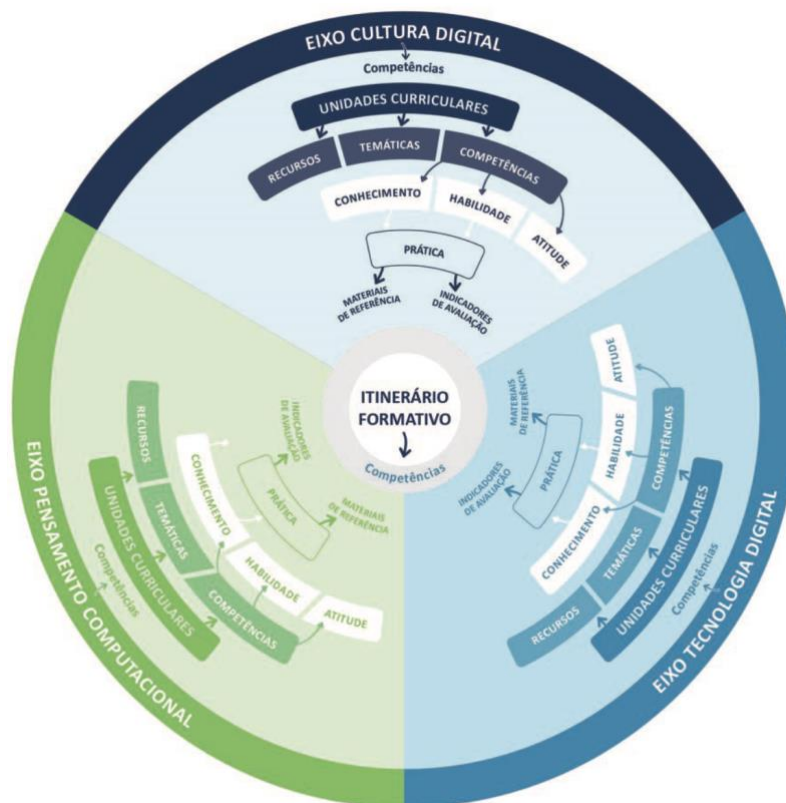 EIXO CULTURA DIGITAL
Competências
UNIDADES CURRICULARES
RECURSOS
TEMÁTICAS
COMPETÊNCIAS
CONHECIMENTO
HABILIDADE
ATITUDE
PRÁTICA
MATERIAIS
DE REFERÊNCIA
INDICADORES
DE AVALIAÇÃO
ITINERÁRIO
FORMATIVO
Competências
EIXO PENSAMENTO COMPUTACIONAL
Competências
UNIDADES CURRICULARES
RECURSOS
TEMÁTICAS
COMPETÊNCIAS
CONHECIMENTO
HABILIDADE
ATITUDE
PRÁTICA
INDICADORES
DE AVALIAÇÃO
MATERIAIS
DE REFERÊNCIA
EIXO TECNOLOGIA DIGITAL
Competências
UNIDADES CURRICULARES
RECURSOS
TEMÁTICAS
COMPETÊNCIAS
CONHECIMENTO
HABILIDADE
ATITUDE
PRÁTICA
INDICADORES
DE AVALIAÇÃO
MATERIAIS
DE REFERÊNCIA